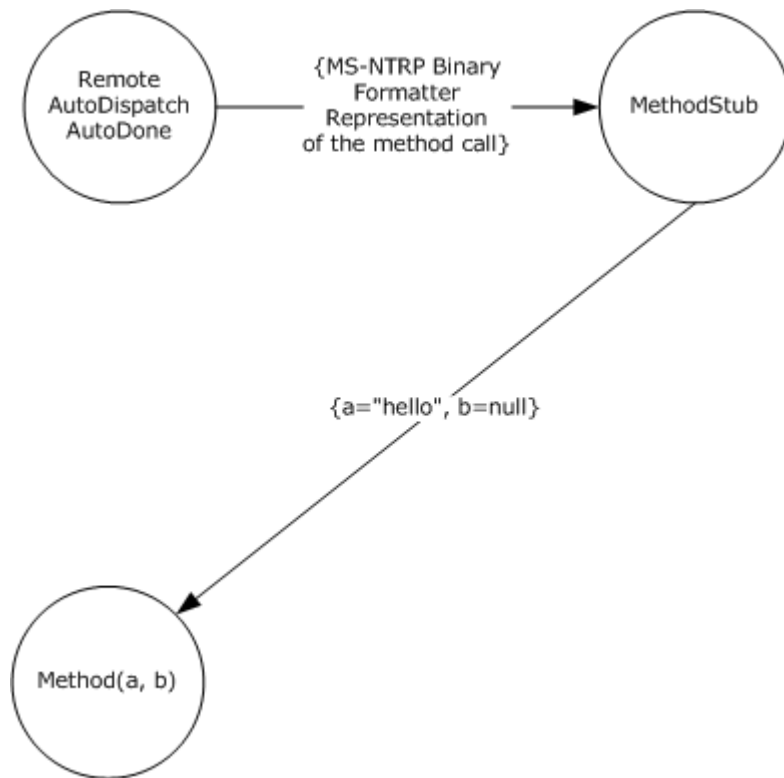 Remote
AutoDispatch
AutoDone
{MS-NTRP Binary
Formatter
Representation
of the method call}
MethodStub
{a="hello", b=null}
Method(a, b)